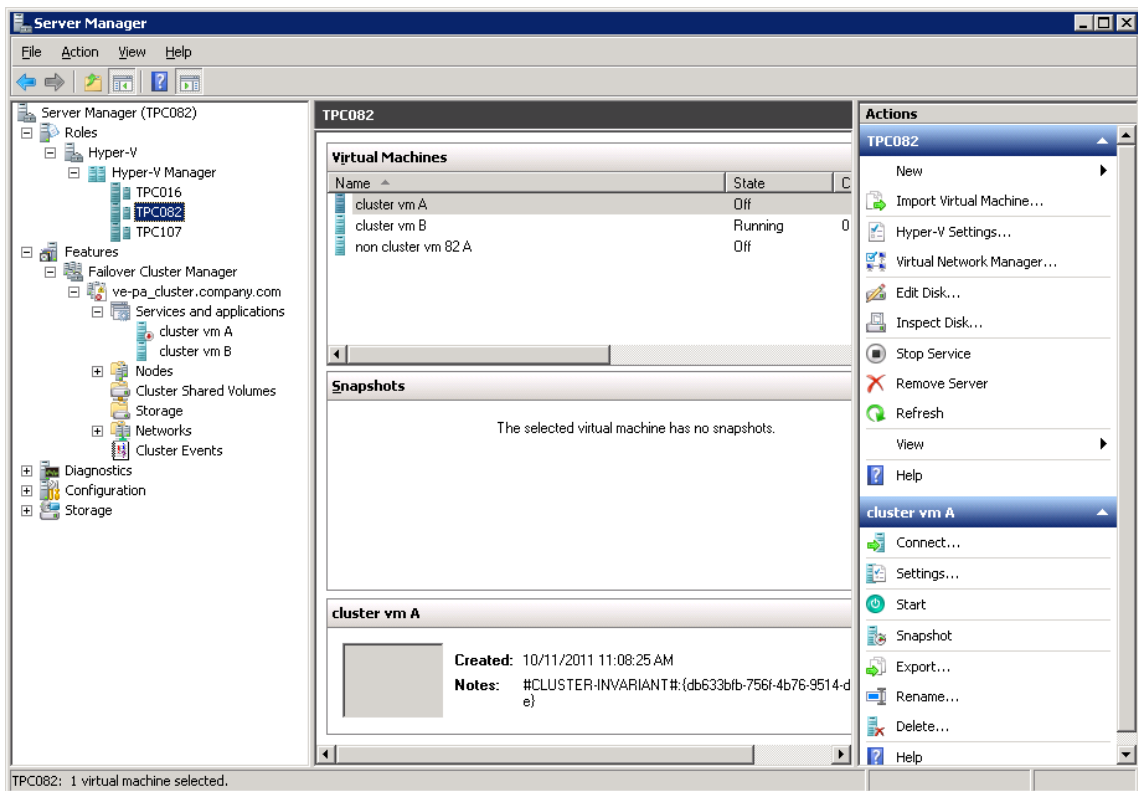 Server Manager
File Action View Help
Server Manager (TPC082)
Roles
Hyper-V
Hyper-V Manager
TPC016
TPC082
TPC107
Features
Failover Cluster Manager
ve-pa_cluster.company.com
Services and applications
cluster vm A
cluster vm B
Nodes
Cluster Shared Volumes
Storage
Networks
Cluster Events
Diagnostics
Configuration
Storage
TPC082
Virtual Machines
Name State C
cluster vm A Off
cluster vm B Running 0
non cluster vm 82 A Off
Snapshots
The selected virtual machine has no snapshots.
cluster vm A
Created: 10/11/2011 11:08:25 AM
Notes: #CLUSTER-INVARIANT#:{db633bfb-756f-4b76-9514-d
e}
Actions
TPC082
New
Import Virtual Machine...
Hyper-V Settings...
Virtual Network Manager...
Edit Disk...
Inspect Disk...
Stop Service
Remove Server
Refresh
View
Help
cluster vm A
Connect...
Settings...
Start
Snapshot
Export...
Rename...
Delete...
Help
TPC082: 1 virtual machine selected.